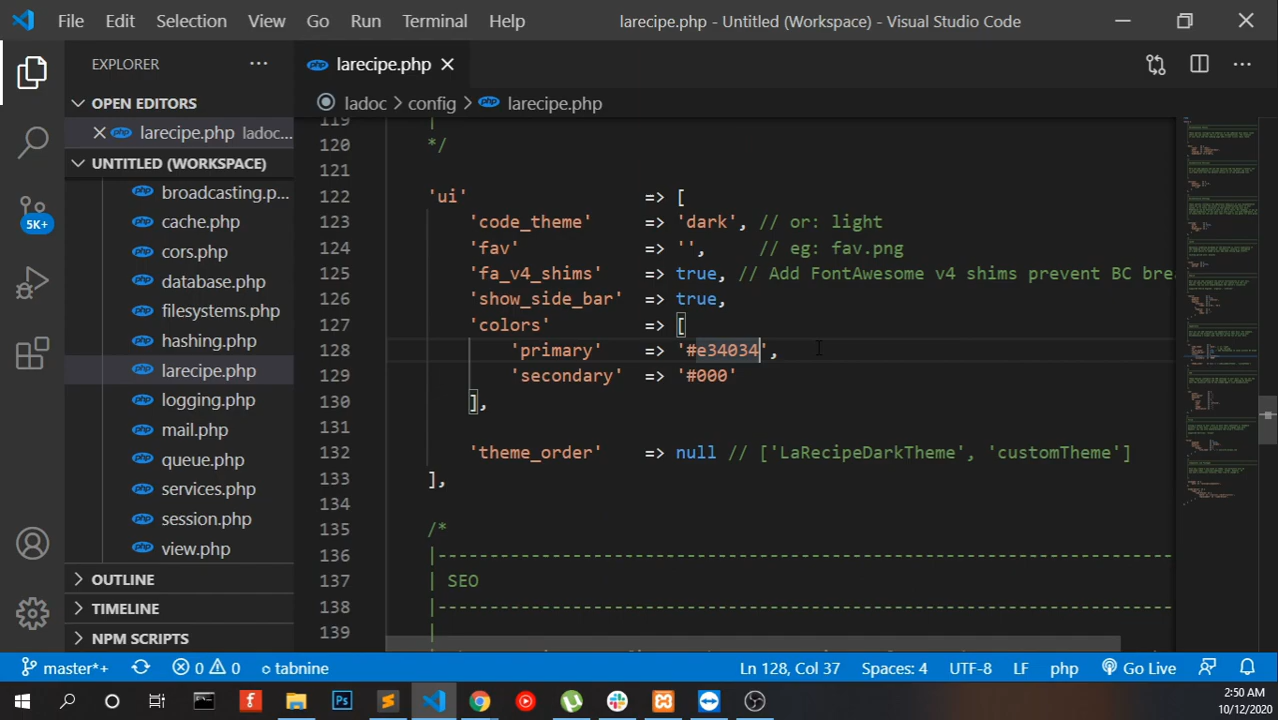 File Edit Selection View Go Run Terminal Help larecipe.php - Untitled (Workspace) - Visual Studio Code
EXPLORER
larecipe.php
OPEN EDITORS
larecipe.php ladoc...
UNTITLED (WORKSPACE)
broadcasting.p...
cache.php
cors.php
database.php
filesystems.php
hashing.php
larecipe.php
logging.php
mail.php
queue.php
services.php
session.php
view.php
OUTLINE
TIMELINE
NPM SCRIPTS
5K+
ladoc > config > larecipe.php
119 |
120 */
121
122 'ui' => [
123 'code_theme' => 'dark', // or: light
124 'fav' => '', // eg: fav.png
125 'fa_v4_shims' => true, // Add FontAwesome v4 shims prevent BC bre
126 'show_side_bar' => true,
127 'colors' => [
128 'primary' => '#e34034',
129 'secondary' => '#000'
130 ],
131
132 'theme_order' => null // ['LaRecipeDarkTheme', 'customTheme']
133 ],
134
135 /*
136 |--------------------------------------------------------------------------
137 | SEO
138 |--------------------------------------------------------------------------
139 |
master*+ 0 0 tabnine Ln 128, Col 37 Spaces: 4 UTF-8 LF php Go Live
2:50 AM
10/12/2020